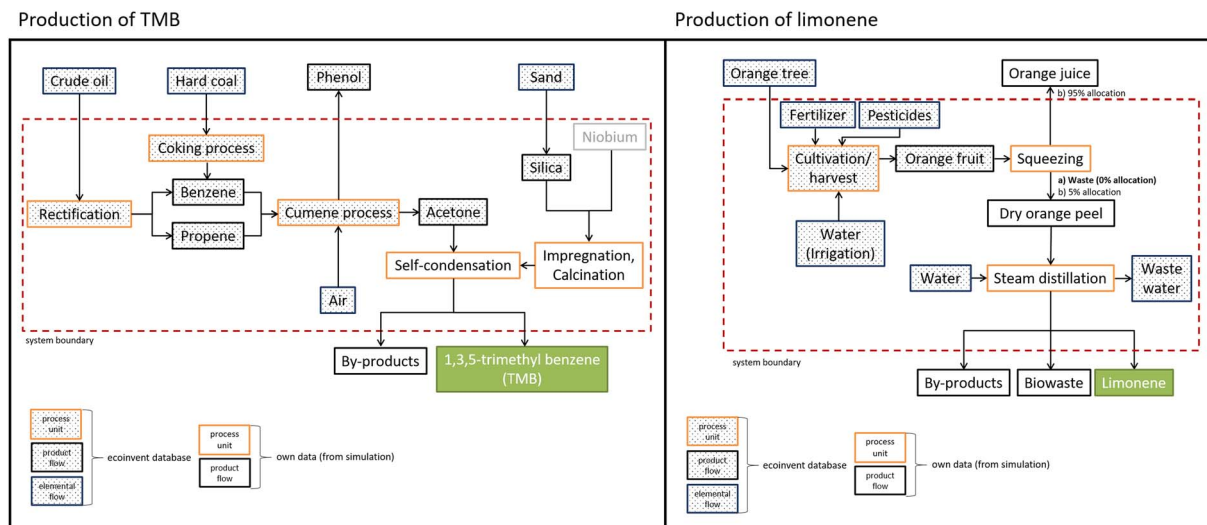 Production of TMB
Crude oil
Hard coal
Phenol
Sand
Niobium
Coking process
Silica
Benzene
Rectification
Cumene process
Acetone
Propene
Self-condensation
Impregnation,
Calcination
Air
system boundary
By-products
1,3,5-trimethyl benzene
(TMB)
process
unit
product
flow
elemental
flow
ecoinvent database
process
unit
product
flow
own data (from simulation)
Production of limonene
Orange tree
Orange juice
b) 95% allocation
Fertilizer
Pesticides
Cultivation/
harvest
Orange fruit
Squeezing
a) Waste (0% allocation)
b) 5% allocation
Dry orange peel
Water
(Irrigation)
Water
Steam distillation
Waste
water
system boundary
By-products
Biowaste
Limonene
process
unit
product
flow
elemental
flow
ecoinvent database
process
unit
product
flow
own data (from simulation)